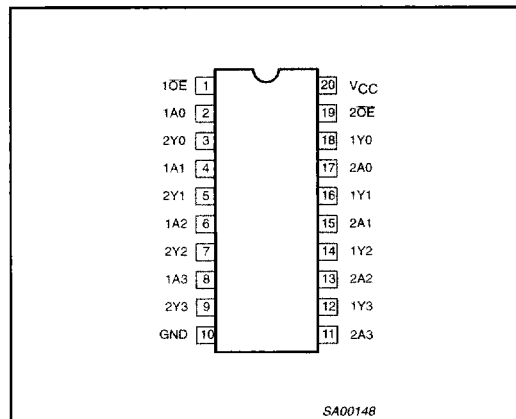 1O̅E̅ 1 20 VCC
1A0 2 19 2O̅E̅
2Y0 3 18 1Y0
1A1 4 17 2A0
2Y1 5 16 1Y1
1A2 6 15 2A1
2Y2 7 14 1Y2
1A3 8 13 2A2
2Y3 9 12 1Y3
GND 10 11 2A3
SA00148